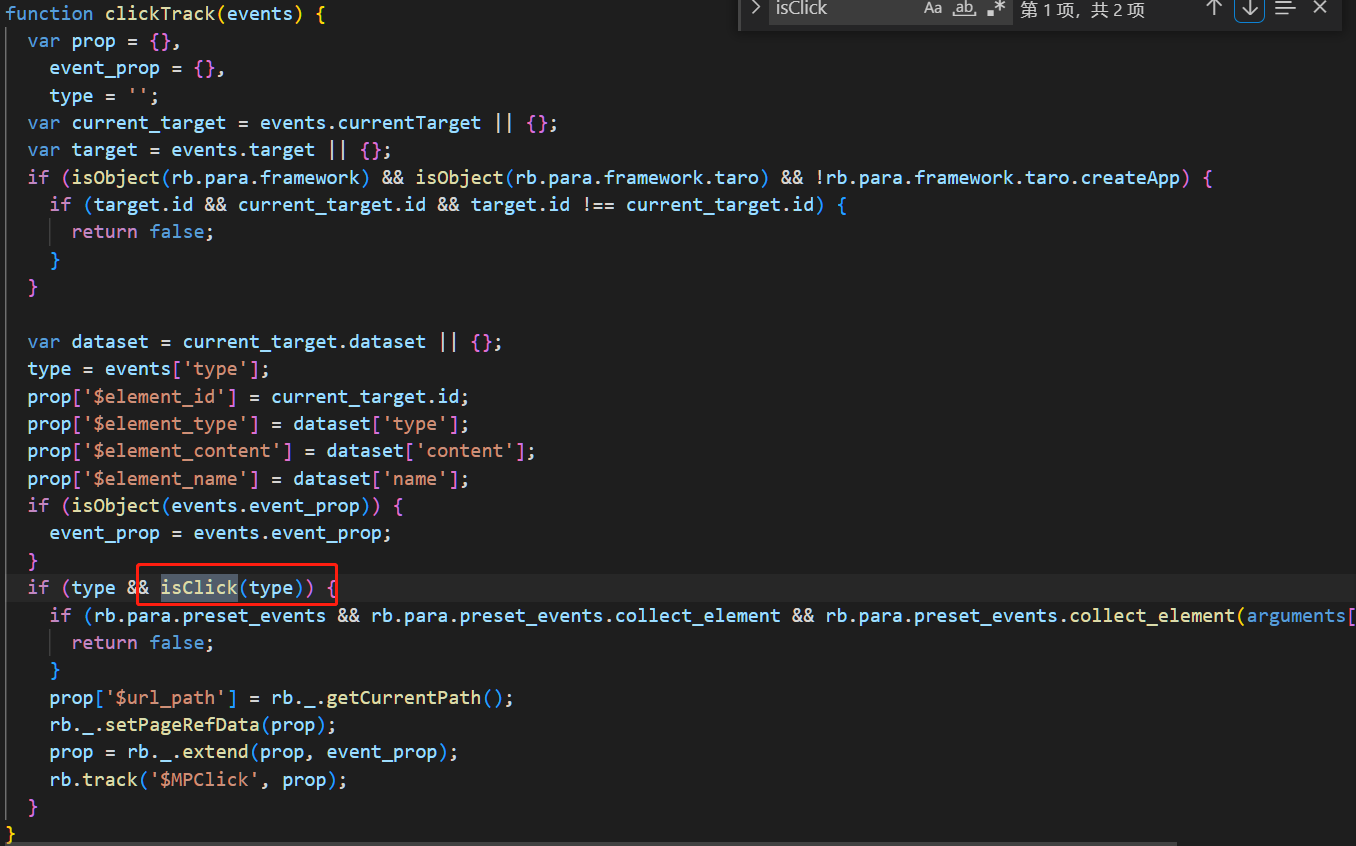 function clickTrack(events) {
isClick Aa ab .* 第 1 项，共 2 项
var prop = {},
event_prop = {},
type = '';
var current_target = events.currentTarget || {};
var target = events.target || {};
if (isObject(rb.para.framework) && isObject(rb.para.framework.taro) && !rb.para.framework.taro.createApp) {
if (target.id && current_target.id && target.id !== current_target.id) {
return false;
}
}
var dataset = current_target.dataset || {};
type = events['type'];
prop['$element_id'] = current_target.id;
prop['$element_type'] = dataset['type'];
prop['$element_content'] = dataset['content'];
prop['$element_name'] = dataset['name'];
if (isObject(events.event_prop)) {
event_prop = events.event_prop;
}
if (type && isClick(type)) {
if (rb.para.preset_events && rb.para.preset_events.collect_element && rb.para.preset_events.collect_element(arguments[
return false;
}
prop['$url_path'] = rb._.getCurrentPath();
rb._.setPageRefData(prop);
prop = rb._.extend(prop, event_prop);
rb.track('$MPClick', prop);
}
}